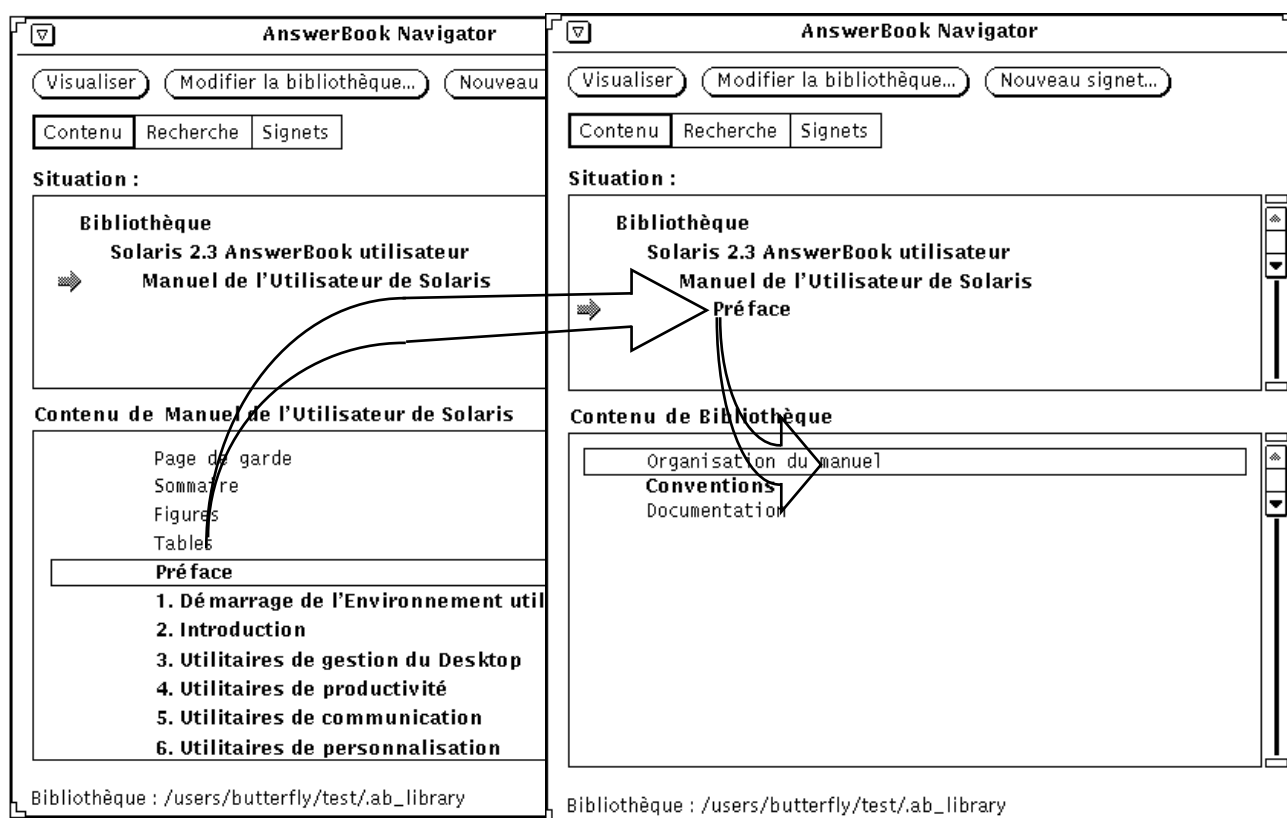 AnswerBook Navigator
Visualiser Modifier la bibliothèque... Nouveau
Contenu Recherche Signets
Situation :
Bibliothèque
Solaris 2.3 AnswerBook utilisateur
Manuel de l'Utilisateur de Solaris
Contenu de Manuel de l'Utilisateur de Solaris
Page de garde
Sommaire
Figures
Tables
Préface
1. Démarrage de l'Environnement util
2. Introduction
3. Utilitaires de gestion du Desktop
4. Utilitaires de productivité
5. Utilitaires de communication
6. Utilitaires de personnalisation
Bibliothèque : /users/butterfly/test/.ab_library
AnswerBook Navigator
Visualiser Modifier la bibliothèque... Nouveau signet...
Contenu Recherche Signets
Situation :
Bibliothèque
Solaris 2.3 AnswerBook utilisateur
Manuel de l'Utilisateur de Solaris
Préface
Contenu de Bibliothèque
Organisation du manuel
Conventions
Documentation
Bibliothèque : /users/butterfly/test/.ab_library